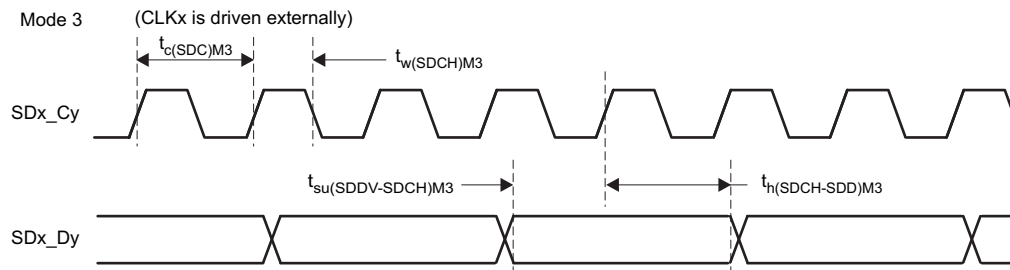 Mode 3 (CLKx is driven externally)
tc(SDC)M3
tw(SDCH)M3
SDx_Cy
tsu(SDDV-SDCH)M3
th(SDCH-SDD)M3
SDx_Dy